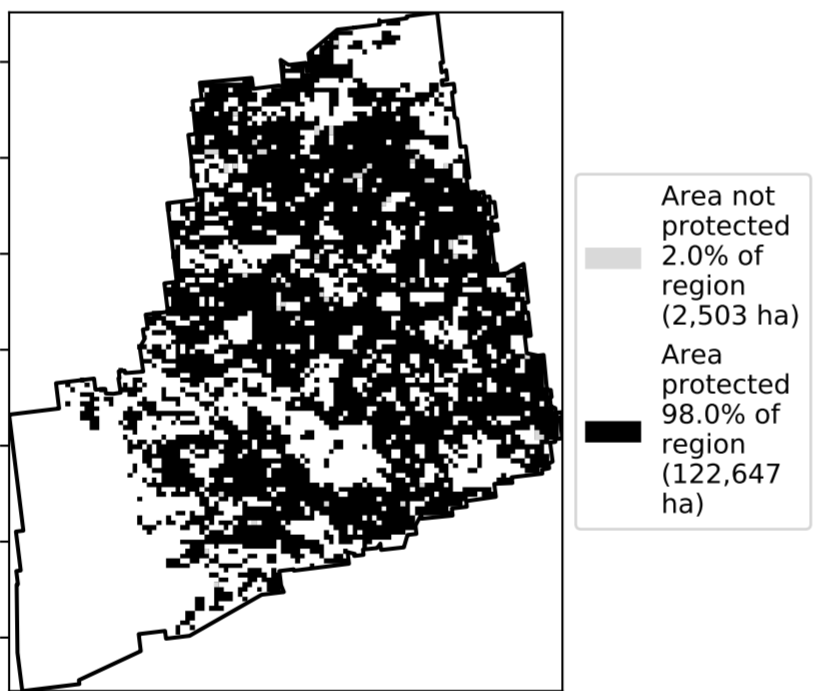 Area not
protected
2.0% of
region
(2,503 ha)
Area
protected
98.0% of
region
(122,647
ha)